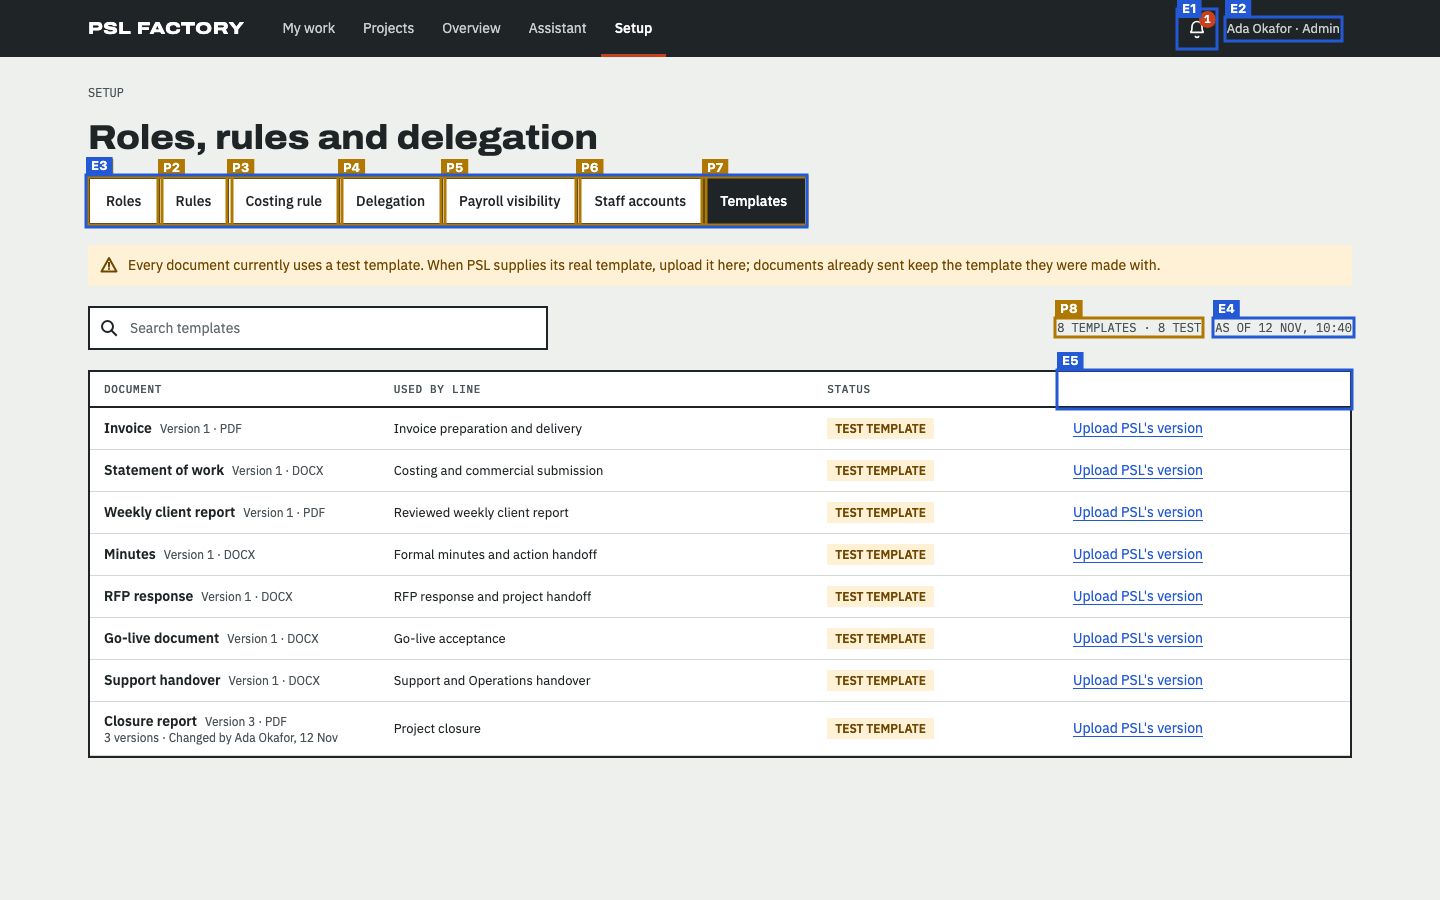 E1 E2
PSL FACTORY My work Projects Overview Assistant Setup 1 Ada Okafor · Admin
SETUP
Roles, rules and delegation
E3 P2 P3 P4 P5 P6 P7
Roles Rules Costing rule Delegation Payroll visibility Staff accounts Templates
Every document currently uses a test template. When PSL supplies its real template, upload it here; documents already sent keep the template they were made with.
P8 E4
Search templates 8 TEMPLATES · 8 TEST AS OF 12 NOV, 10:40
E5
DOCUMENT USED BY LINE STATUS
Invoice Version 1 · PDF Invoice preparation and delivery TEST TEMPLATE Upload PSL's version
Statement of work Version 1 · DOCX Costing and commercial submission TEST TEMPLATE Upload PSL's version
Weekly client report Version 1 · PDF Reviewed weekly client report TEST TEMPLATE Upload PSL's version
Minutes Version 1 · DOCX Formal minutes and action handoff TEST TEMPLATE Upload PSL's version
RFP response Version 1 · DOCX RFP response and project handoff TEST TEMPLATE Upload PSL's version
Go-live document Version 1 · DOCX Go-live acceptance TEST TEMPLATE Upload PSL's version
Support handover Version 1 · DOCX Support and Operations handover TEST TEMPLATE Upload PSL's version
Closure report Version 3 · PDF Project closure TEST TEMPLATE Upload PSL's version
3 versions · Changed by Ada Okafor, 12 Nov